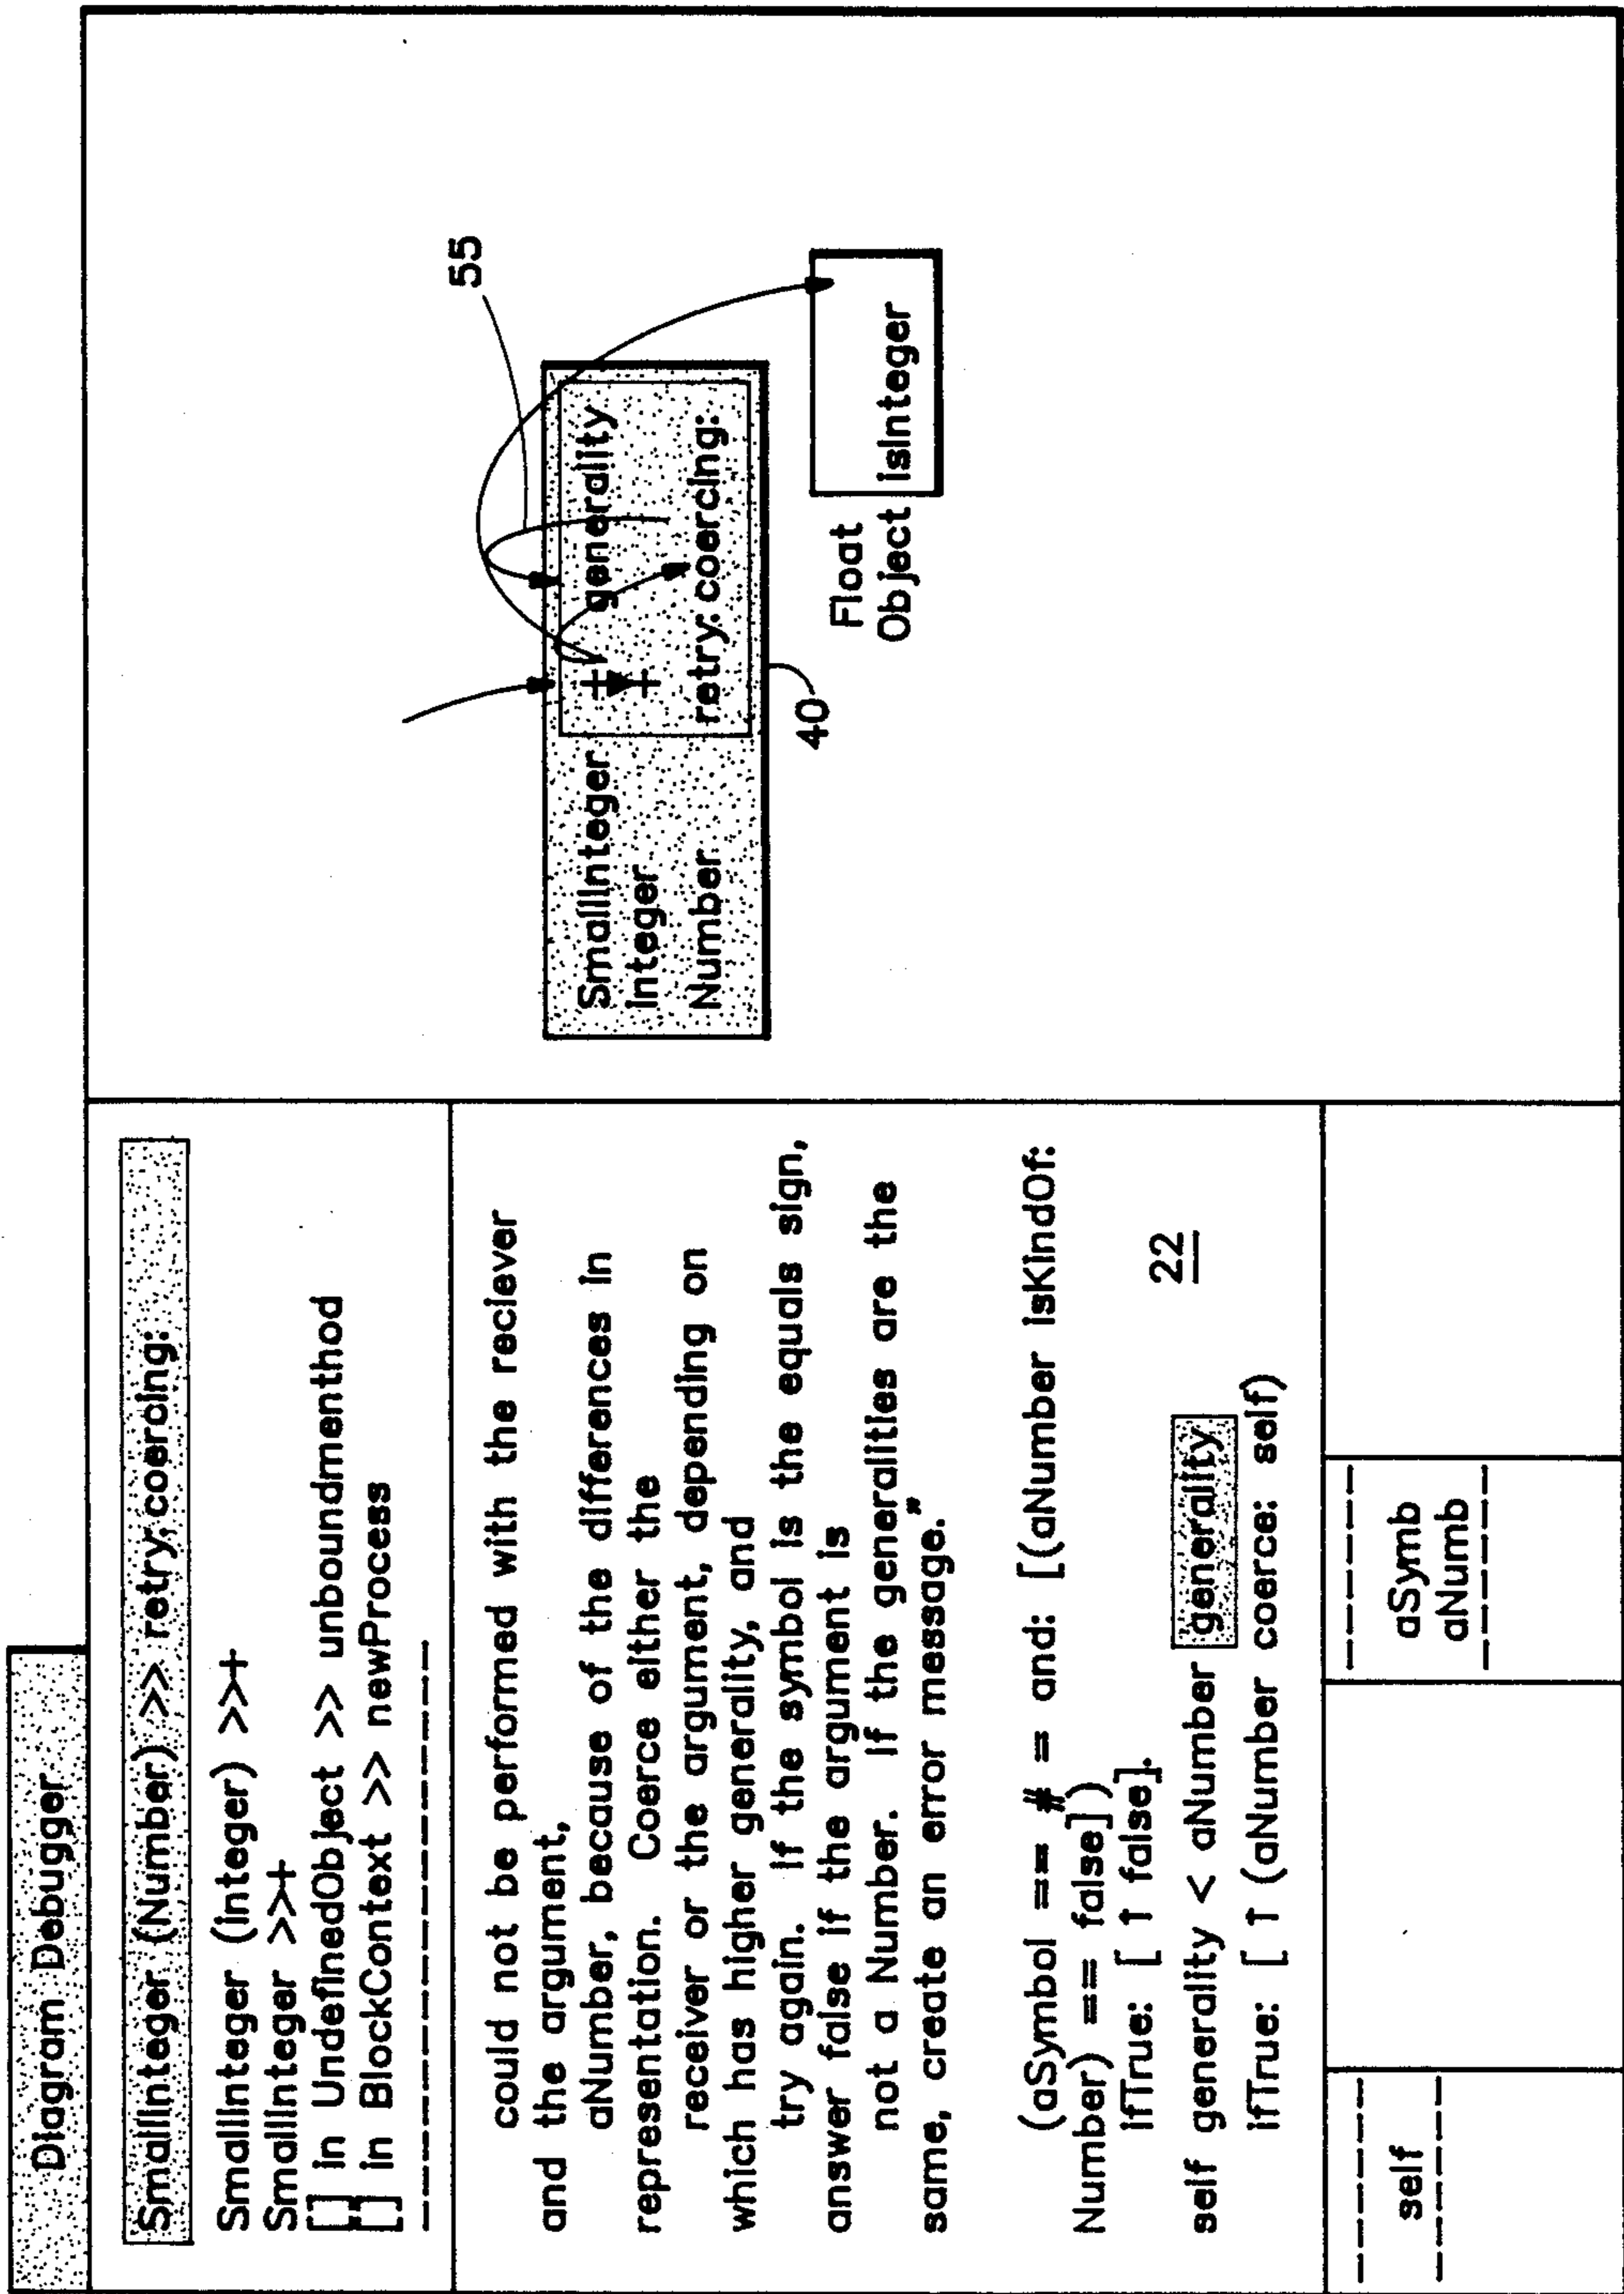 Diagram Debugger
SmallInteger (Number) >> retry: coercing:
SmallInteger (Integer) >>+
SmallInteger >>+
[] in UndefinedObject >> unboundmenthod
[] in BlockContext >> newProcess
---------------
could not be performed with the reciever
and the argument,
aNumber, because of the differences in
representation. Coerce either the
receiver or the argument, depending on
which has higher generality, and
try again. If the symbol is the equals sign,
answer false if the argument is
not a Number. If the generalities are the
same, create an error message."
(aSymbol == # = and: [(aNumber isKindOf:
Number) == false])
ifTrue: [ ↑ false].
self generality < aNumber generality
ifTrue: [ ↑ (aNumber coerce: self)
22
------
self
------
------
aSymb
aNumb
------
55
SmallInteger + generality
Integer +
Number retry: coercing:
40
Float
Object isInteger